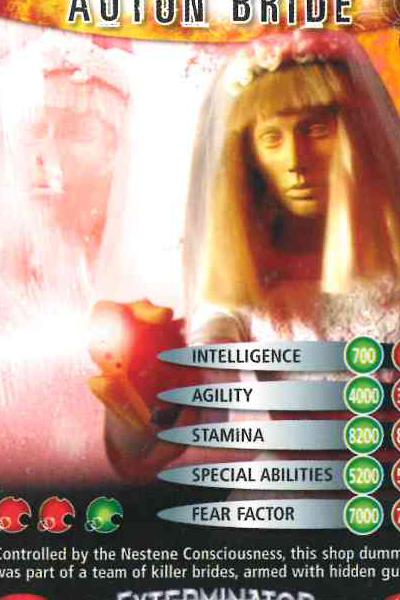 AUTON BRIDE
INTELLIGENCE 700
AGILITY 4000
STAMINA 8200
SPECIAL ABILITIES 5200
FEAR FACTOR 7000
Controlled by the Nestene Consciousness, this shop dumm
was part of a team of killer brides, armed with hidden gu
EXTERMINATOR